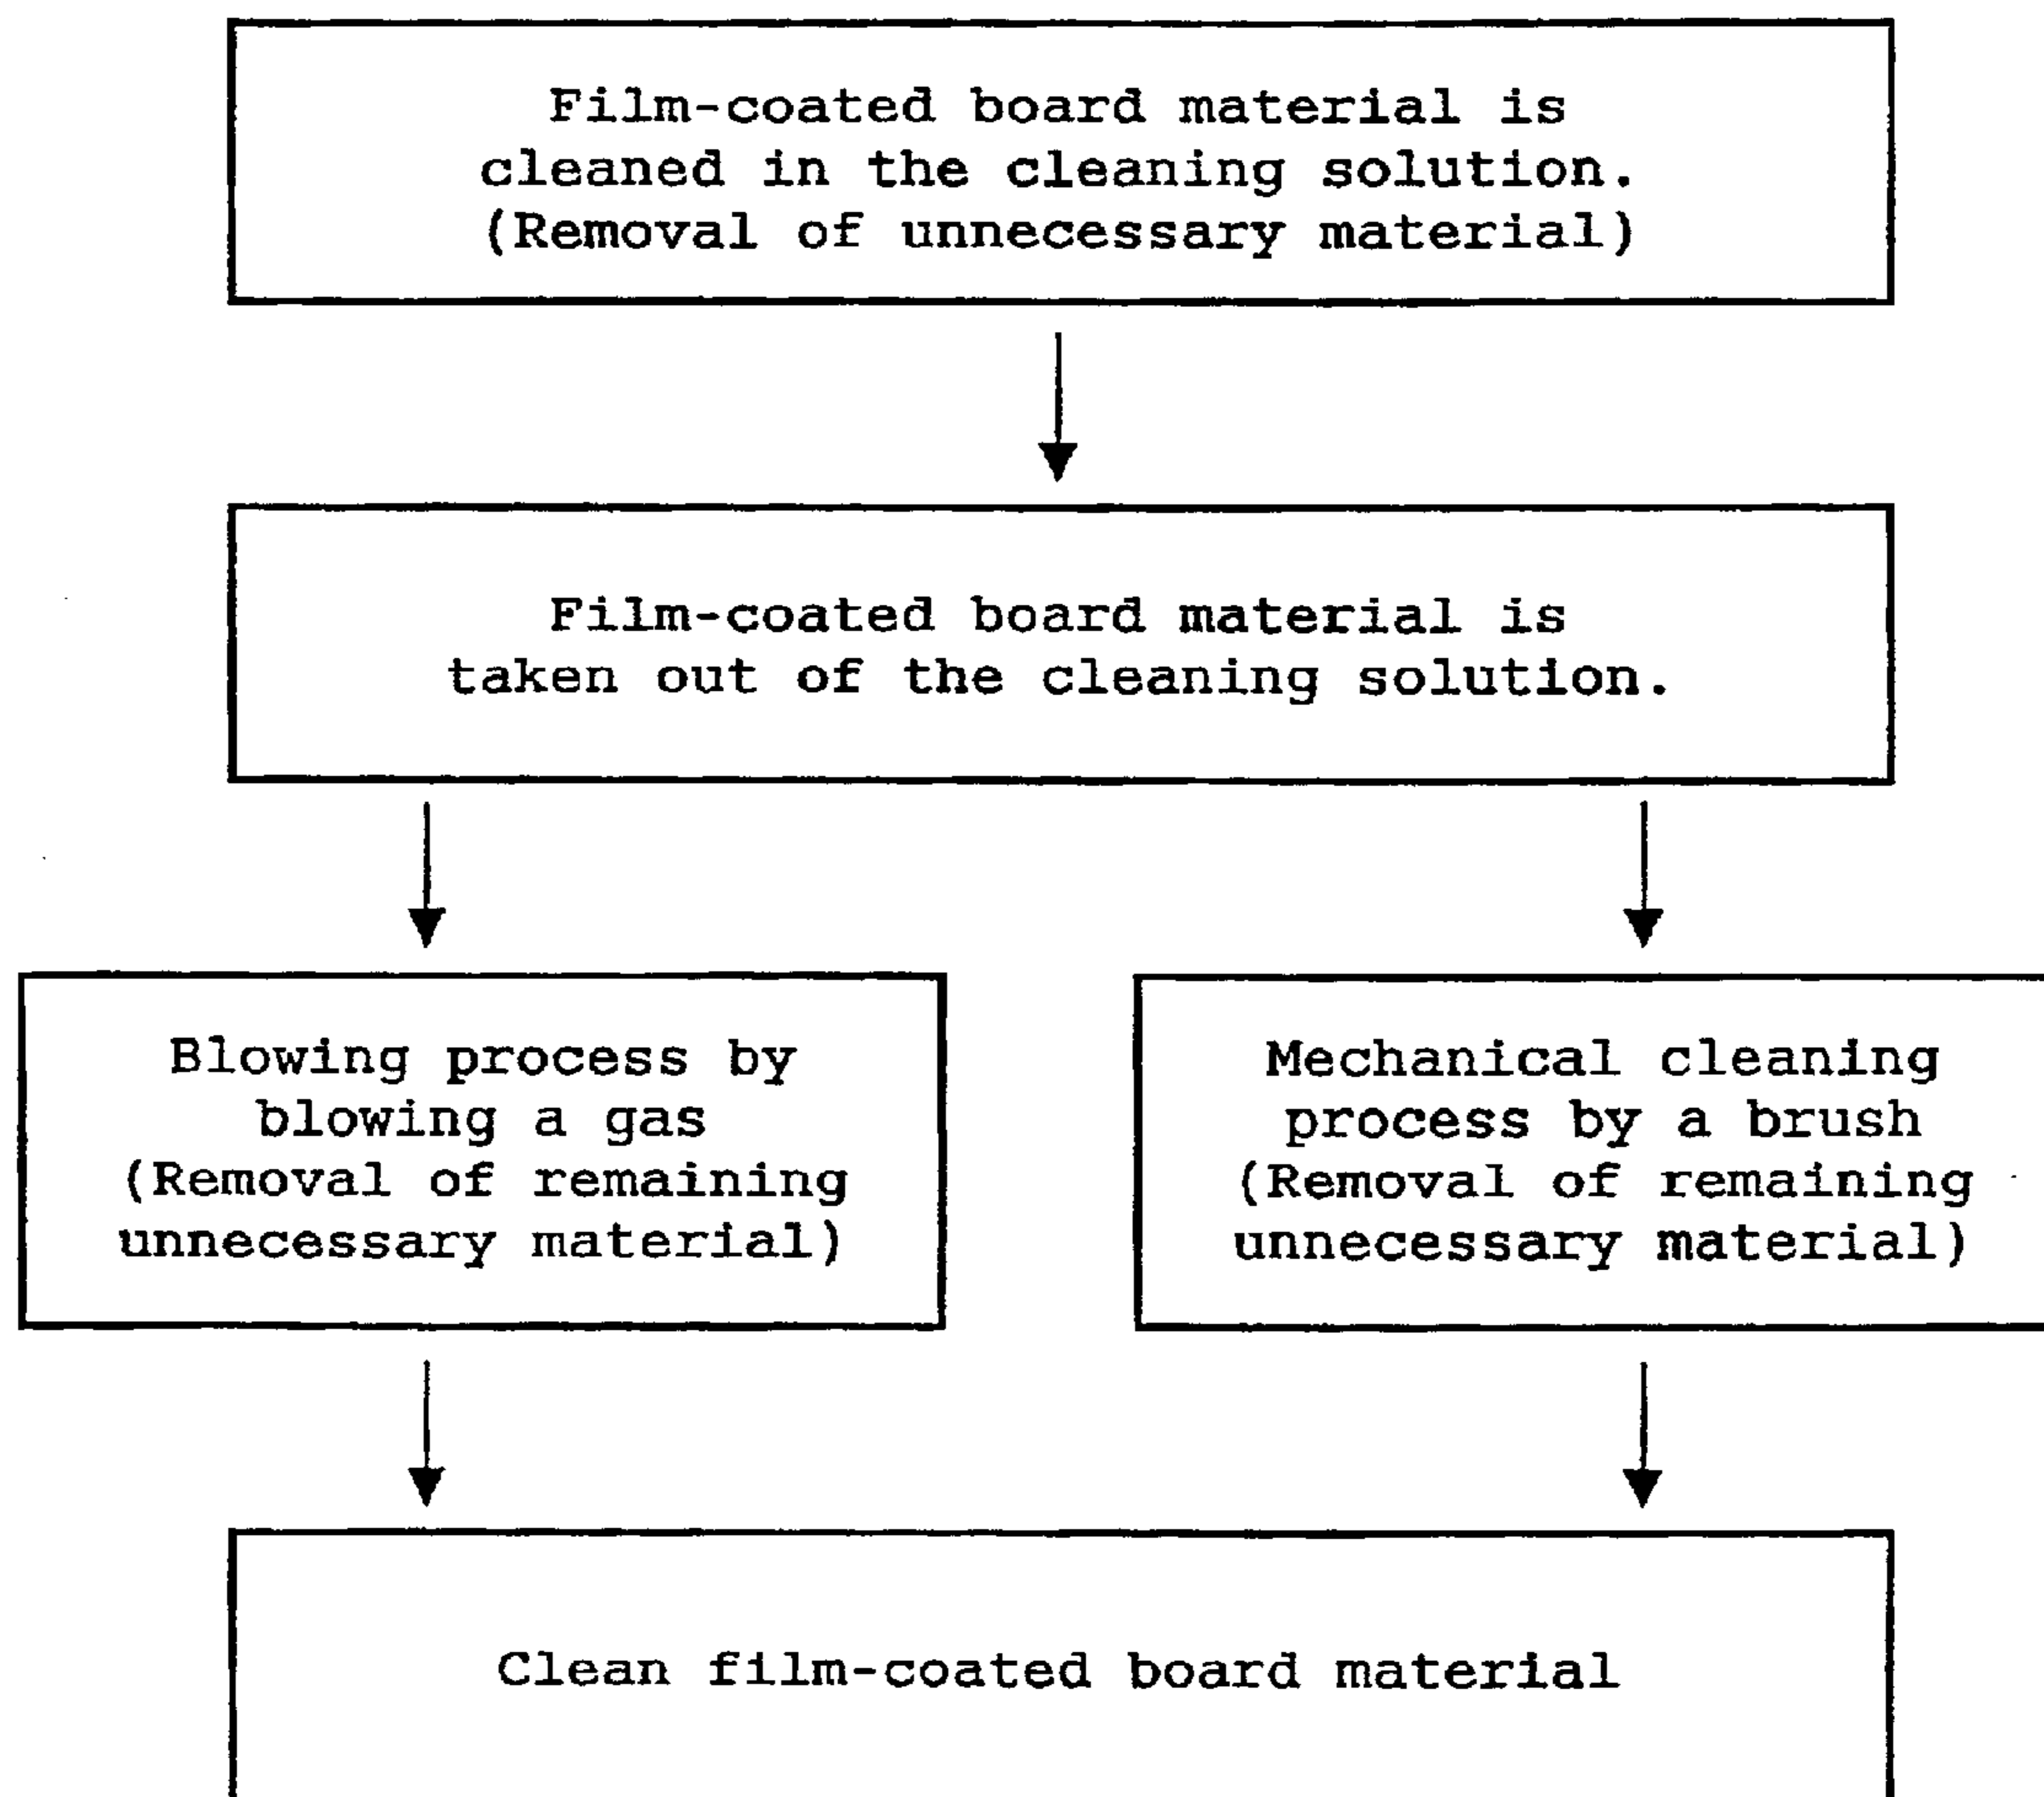 Film-coated board material is
cleaned in the cleaning solution.
(Removal of unnecessary material)
Film-coated board material is
taken out of the cleaning solution.
Blowing process by
blowing a gas
(Removal of remaining
unnecessary material)
Mechanical cleaning
process by a brush
(Removal of remaining
unnecessary material)
Clean film-coated board material